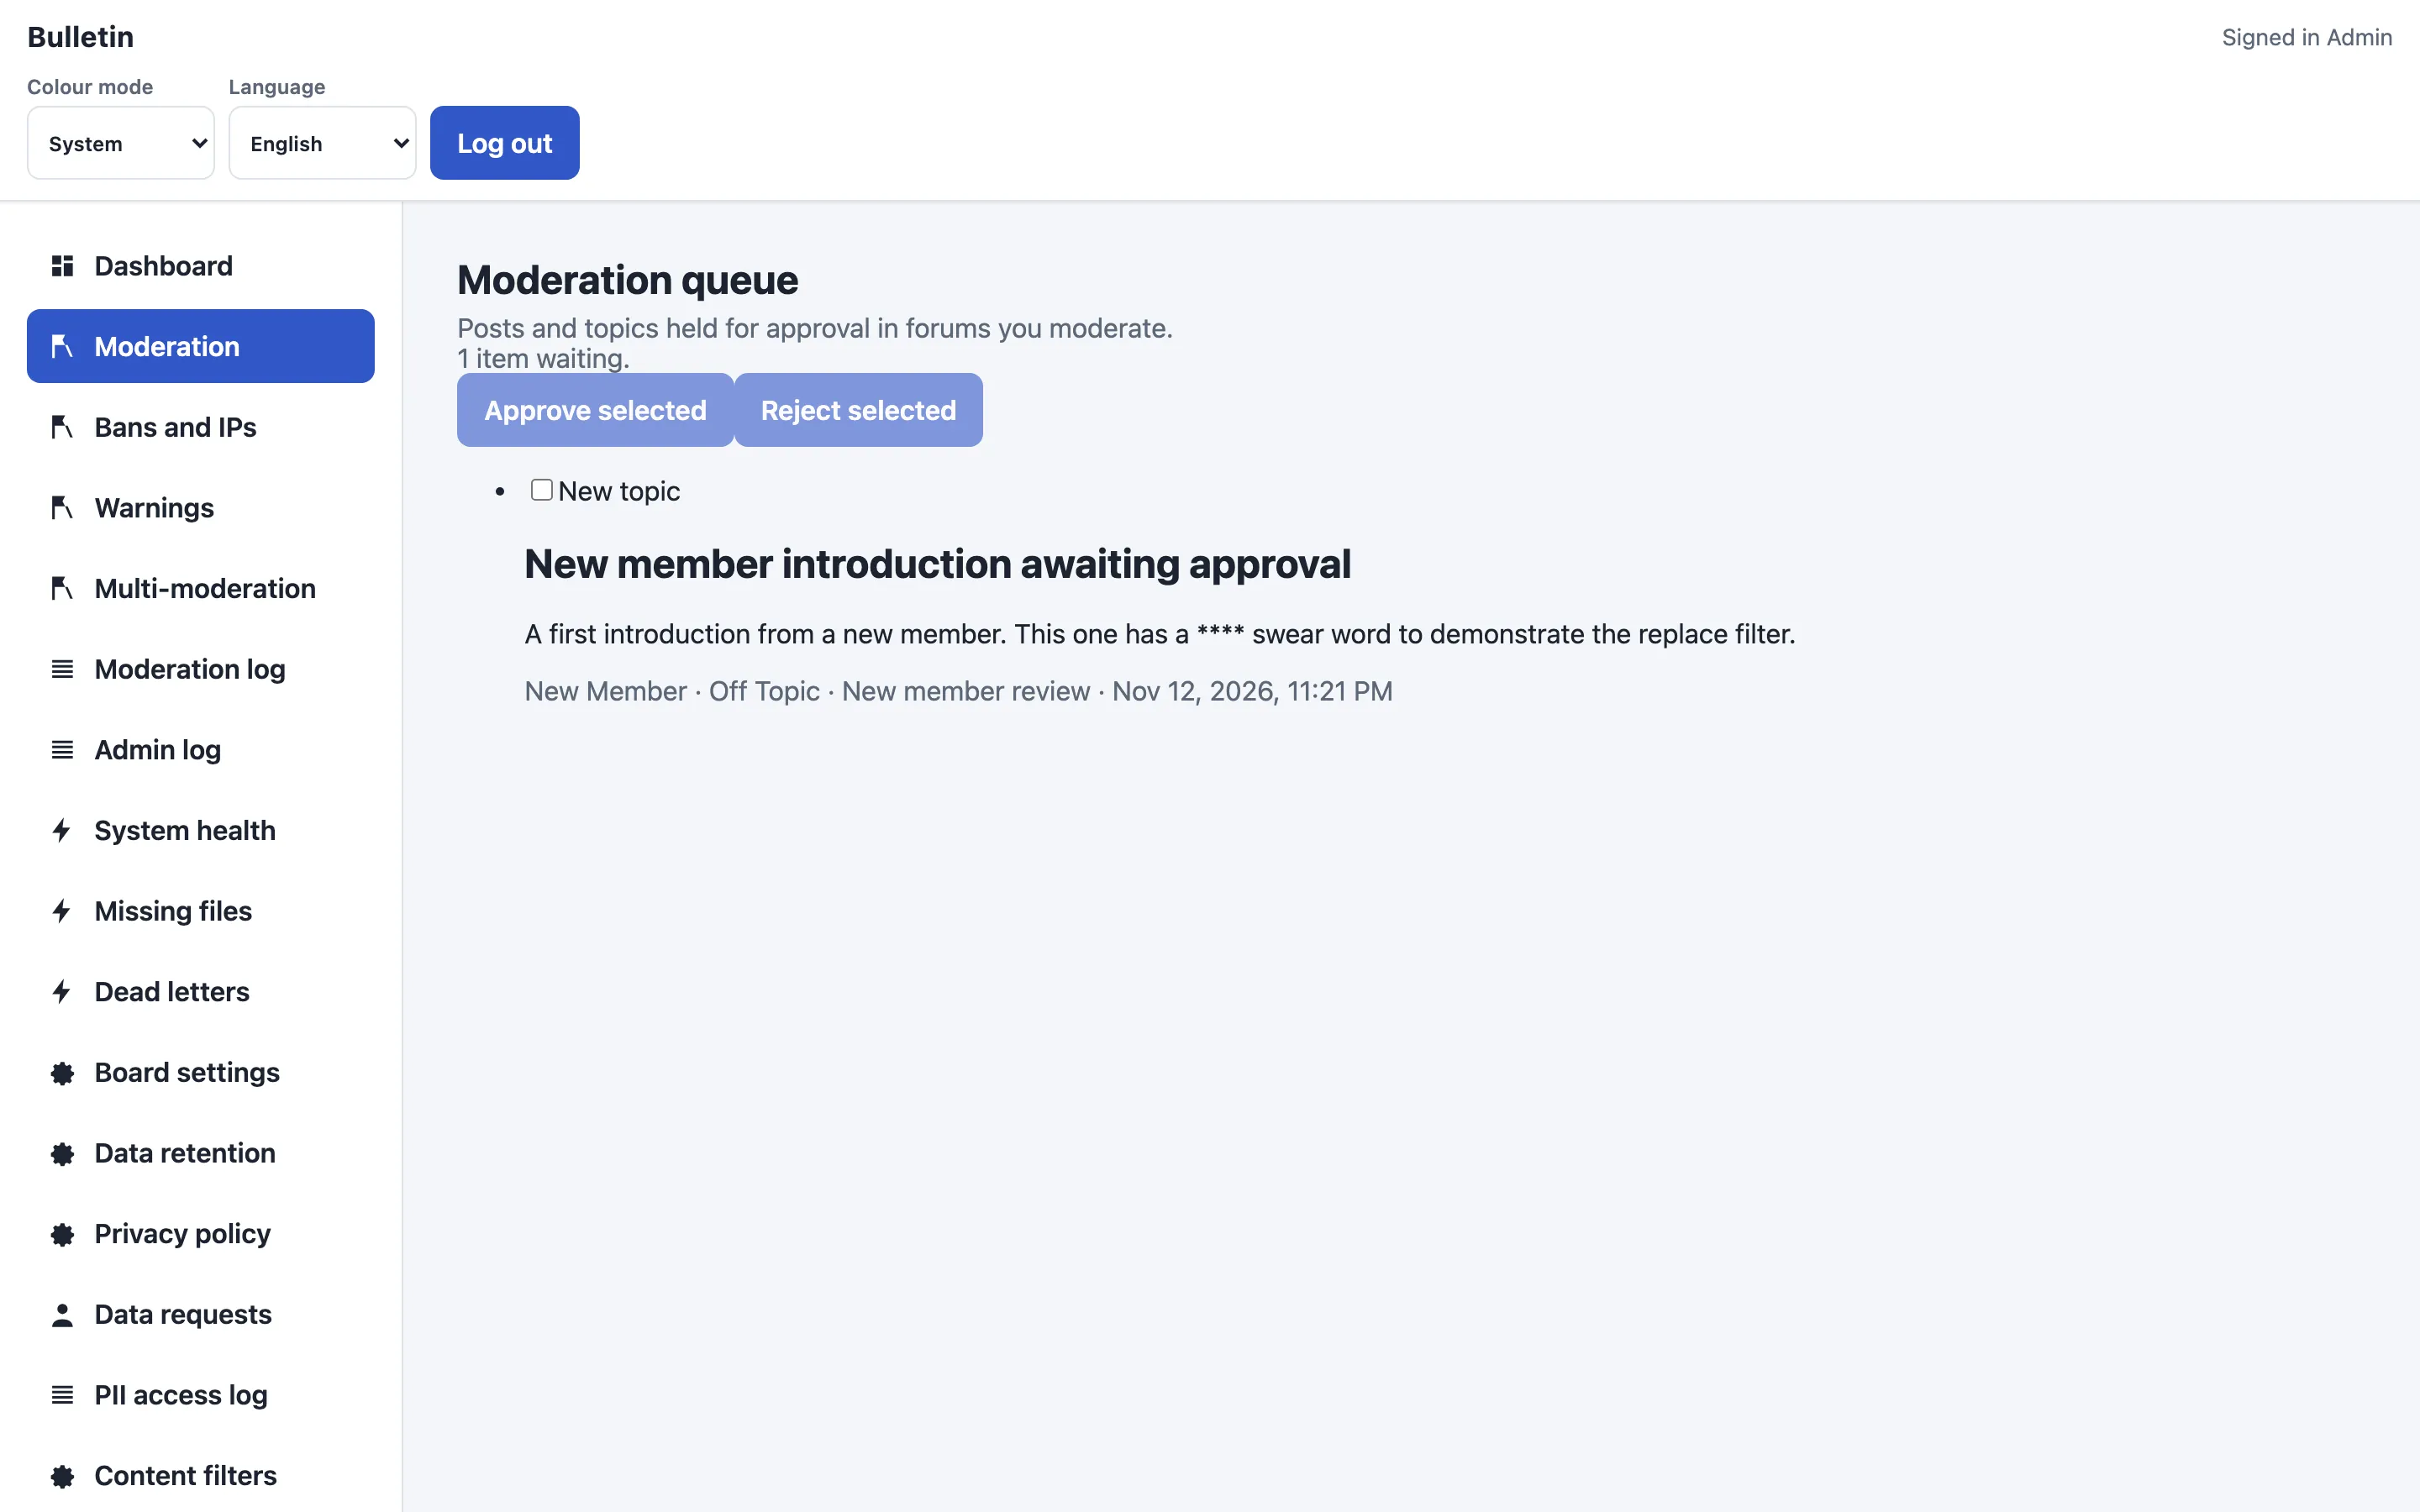 Bulletin
Signed in Admin
Colour mode
Language
System
English
Log out
Dashboard
Moderation
Bans and IPs
Warnings
Multi-moderation
Moderation log
Admin log
System health
Missing files
Dead letters
Board settings
Data retention
Privacy policy
Data requests
PII access log
Content filters
Moderation queue
Posts and topics held for approval in forums you moderate.
1 item waiting.
Approve selected
Reject selected
New topic
New member introduction awaiting approval
A first introduction from a new member. This one has a **** swear word to demonstrate the replace filter.
New Member · Off Topic · New member review · Nov 12, 2026, 11:21 PM